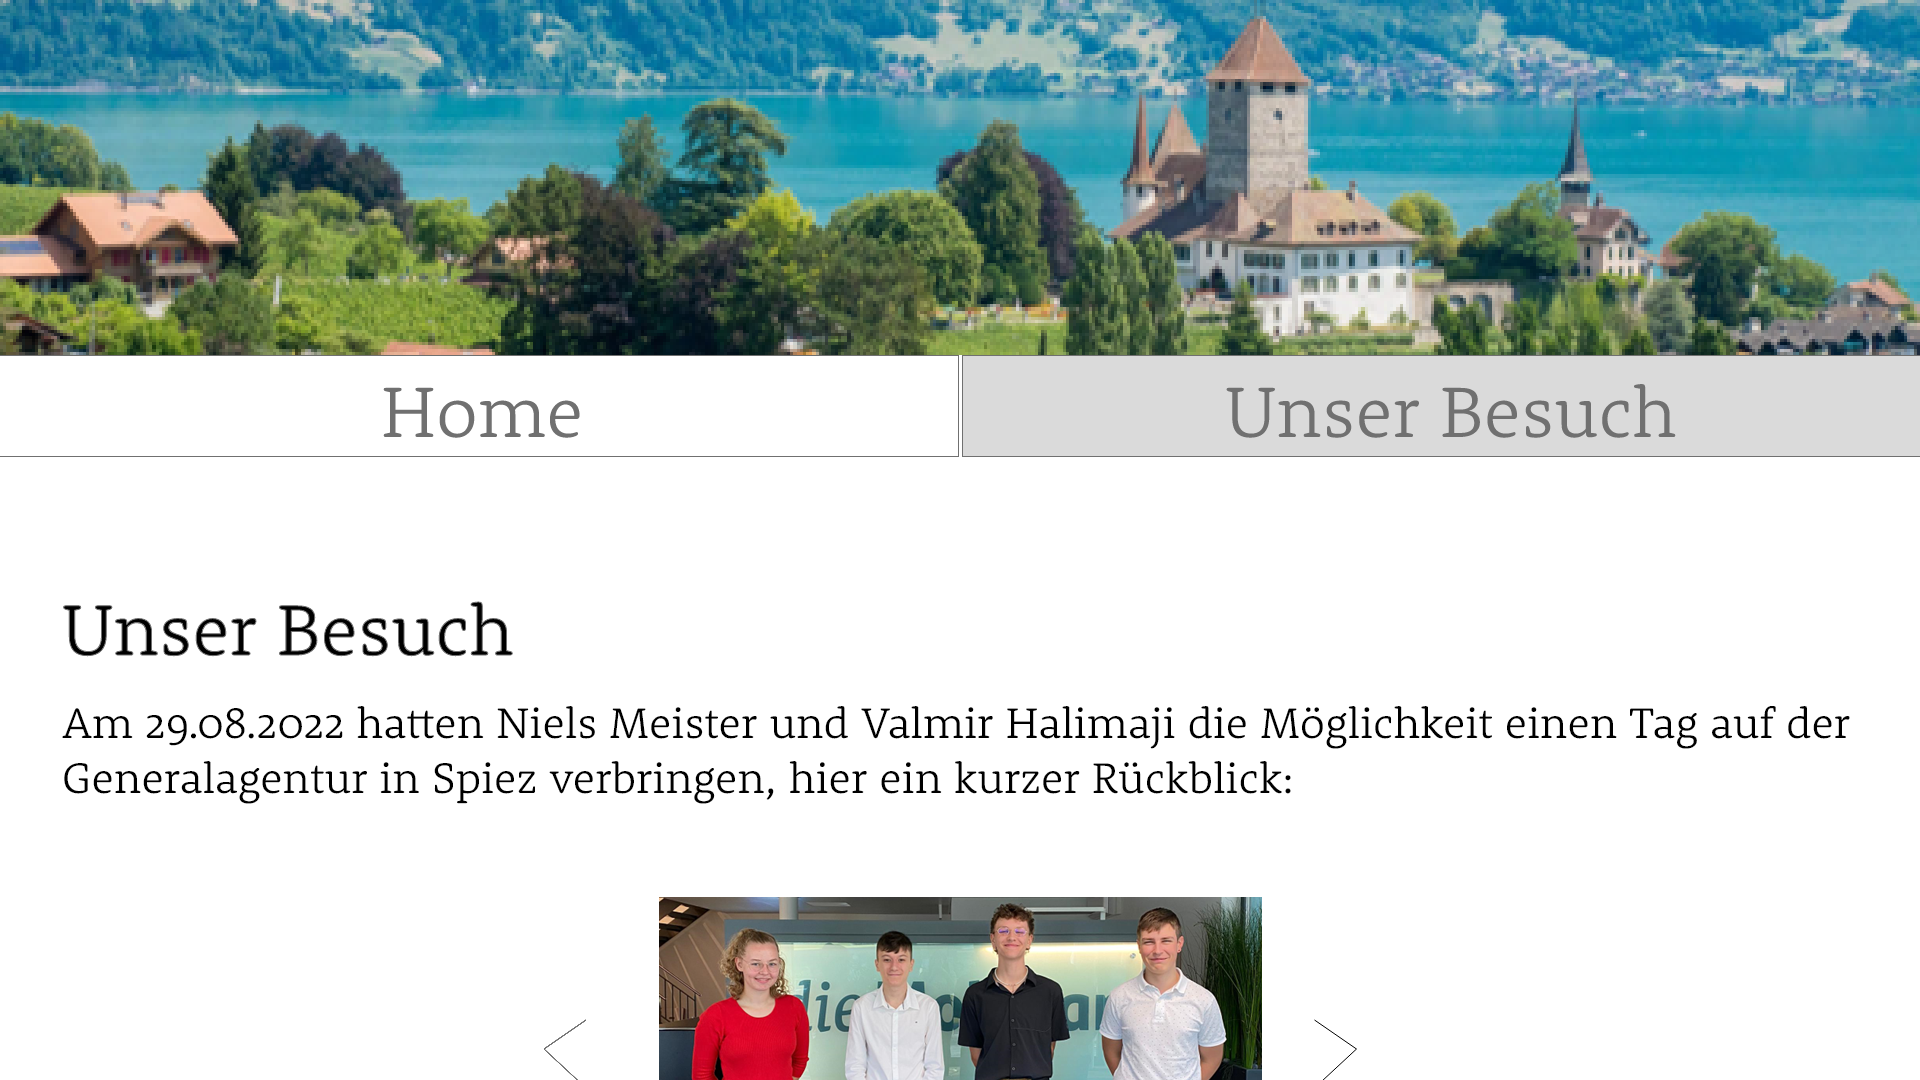 Home
Unser Besuch
Unser Besuch
Am 29.08.2022 hatten Niels Meister und Valmir Halimaji die Möglichkeit einen Tag auf der
Generalagentur in Spiez verbringen, hier ein kurzer Rückblick:
die